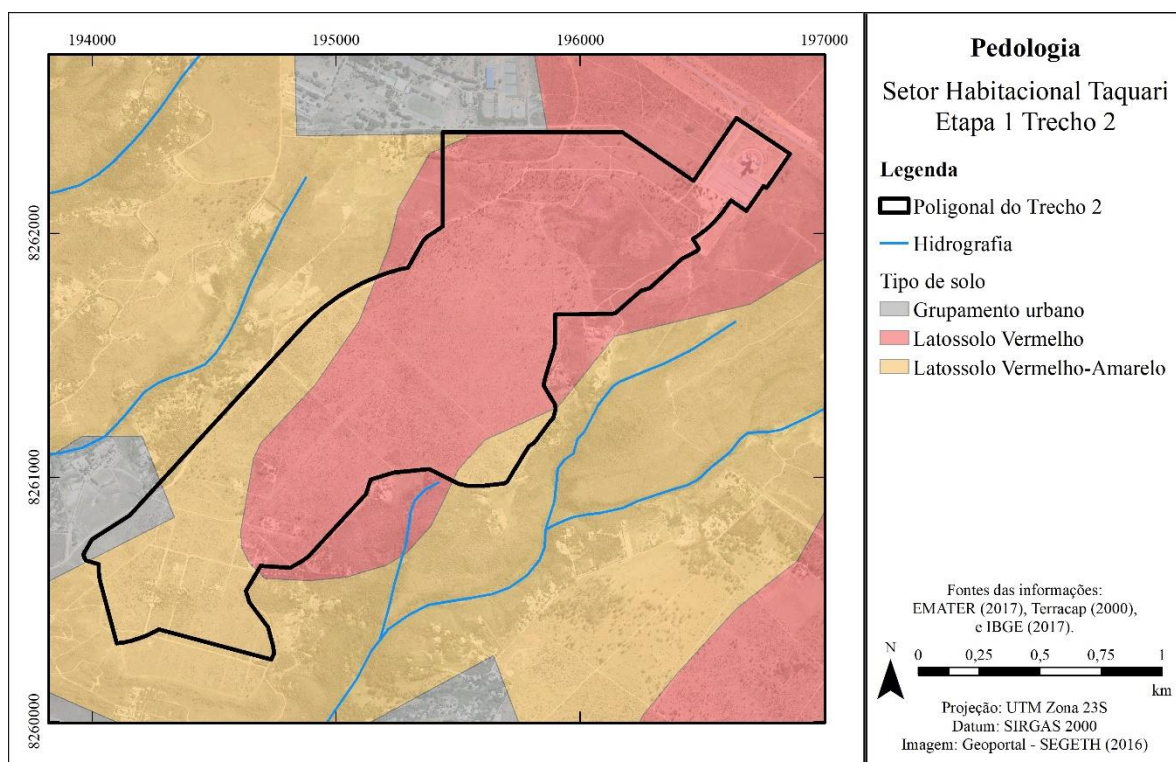 194000
195000
196000
197000
8262000
8261000
8260000
Pedologia
Setor Habitacional Taquari
Etapa 1 Trecho 2
Legenda
Poligonal do Trecho 2
Hidrografia
Tipo de solo
Grupamento urbano
Latossolo Vermelho
Latossolo Vermelho-Amarelo
Fontes das informações:
EMATER (2017), Terracap (2000),
e IBGE (2017).
N
0 0,25 0,5 0,75 1
km
Projeção: UTM Zona 23S
Datum: SIRGAS 2000
Imagem: Geoportal - SEGETH (2016)